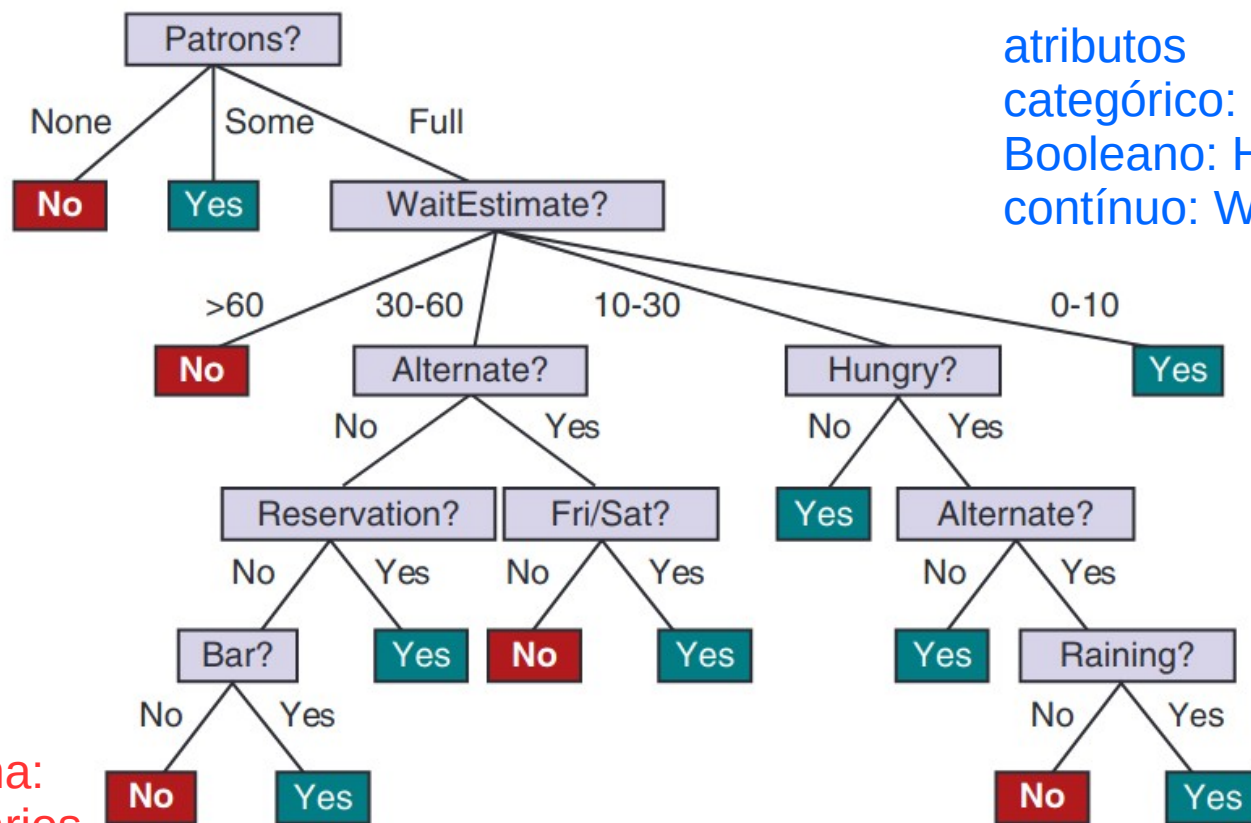 Patrons?
atributos
categórico:
Booleano: H
contínuo: W
None Some Full
No Yes WaitEstimate?
>60 30-60 10-30 0-10
No Alternate? Hungry? Yes
No Yes No Yes
Reservation? Fri/Sat? Yes Alternate?
No Yes No Yes No Yes
Bar? Yes No Yes Yes Raining?
No Yes No Yes
No Yes No Yes